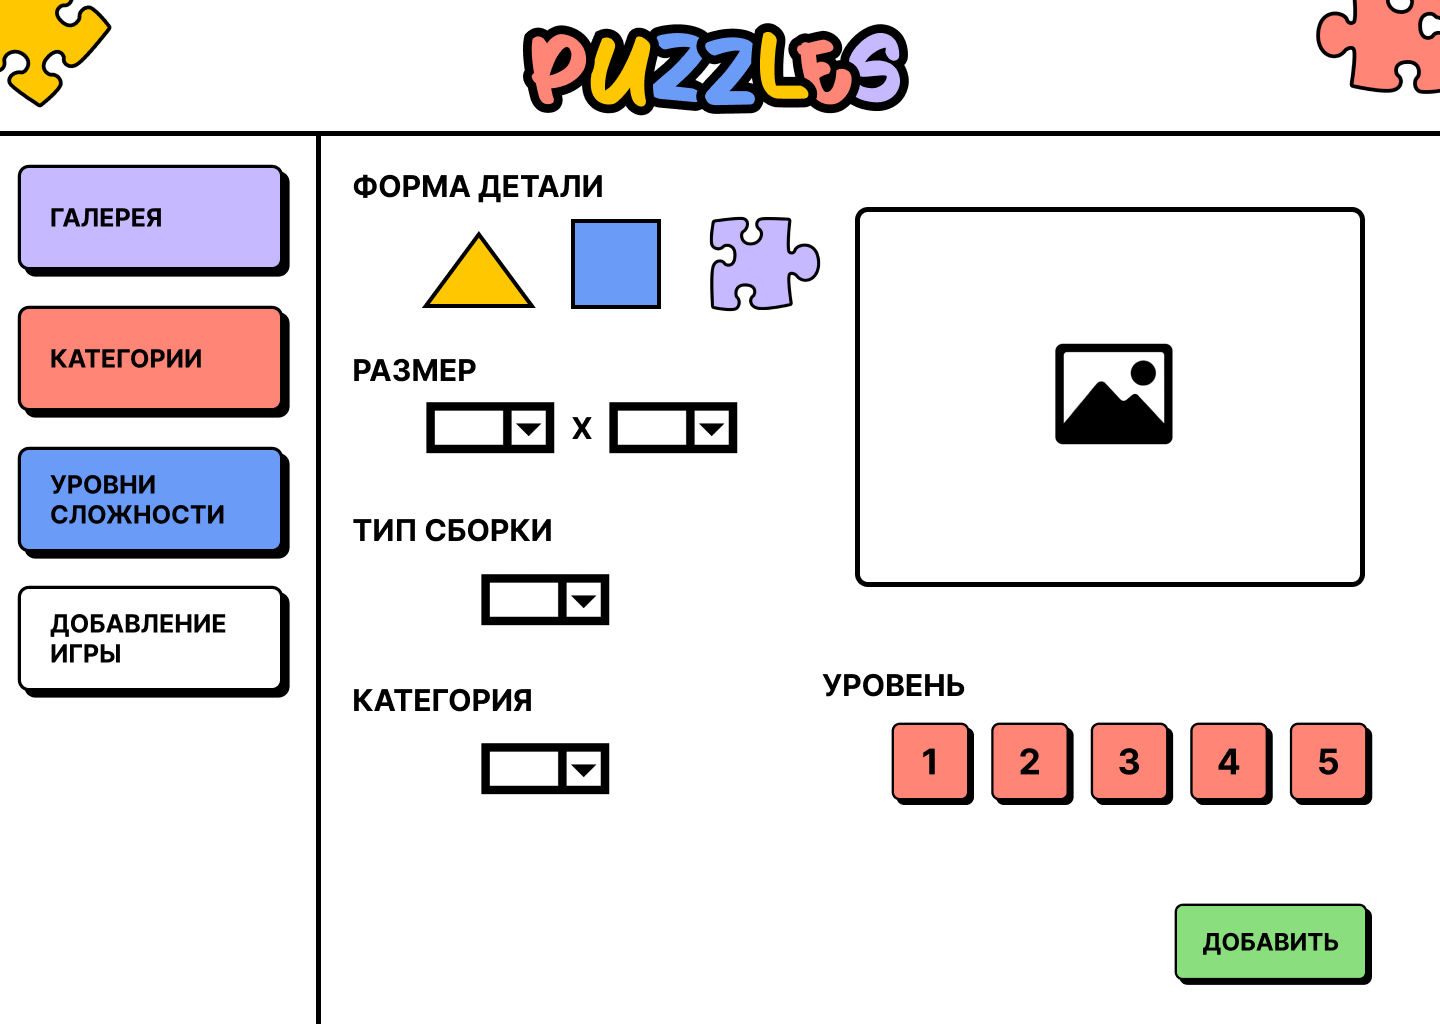 PUZZLES
ГАЛЕРЕЯ
КАТЕГОРИИ
УРОВНИ
СЛОЖНОСТИ
ДОБАВЛЕНИЕ
ИГРЫ
ФОРМА ДЕТАЛИ
РАЗМЕР
X
ТИП СБОРКИ
КАТЕГОРИЯ
УРОВЕНЬ
1 2 3 4 5
ДОБАВИТЬ